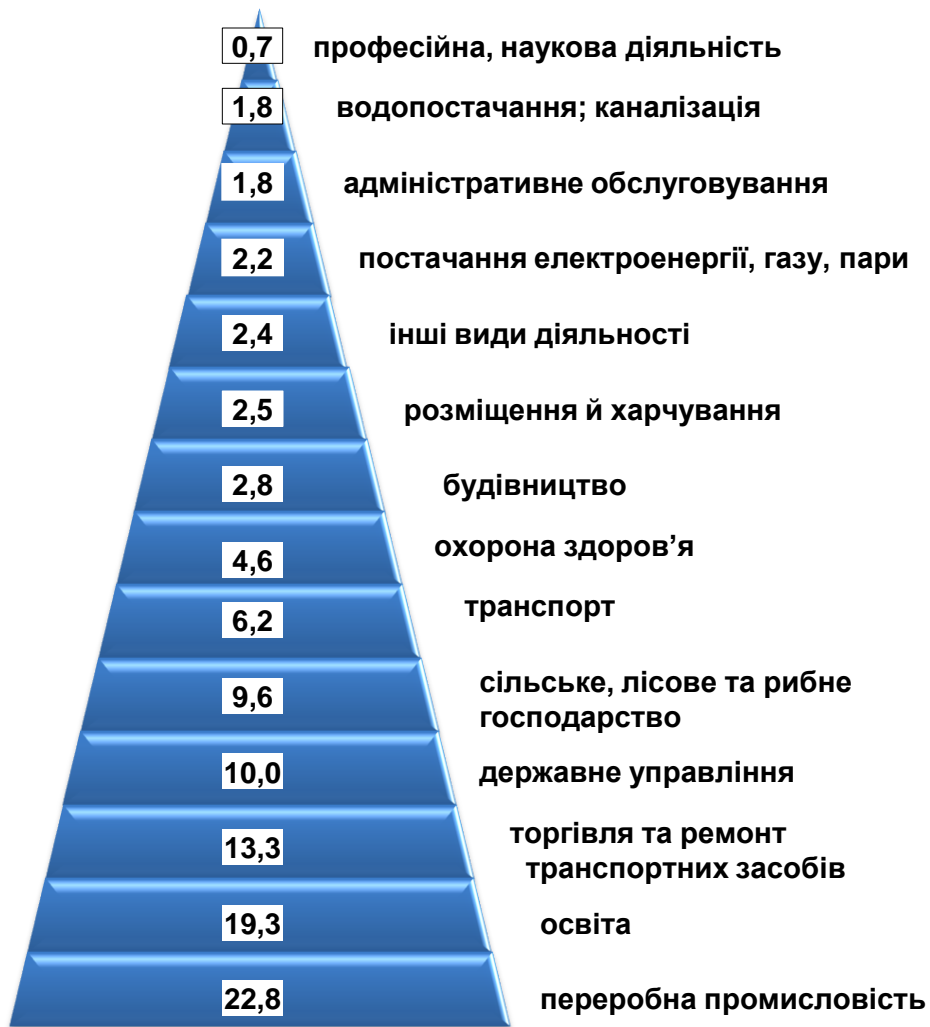 0,7 професійна, наукова діяльність
1,8 водопостачання; каналізація
1,8 адміністративне обслуговування
2,2 постачання електроенергії, газу, пари
2,4 інші види діяльності
2,5 розміщення й харчування
2,8 будівництво
4,6 охорона здоров’я
6,2 транспорт
9,6 сільське, лісове та рибне
господарство
10,0 державне управління
13,3 торгівля та ремонт
транспортних засобів
19,3 освіта
22,8 переробна промисловість